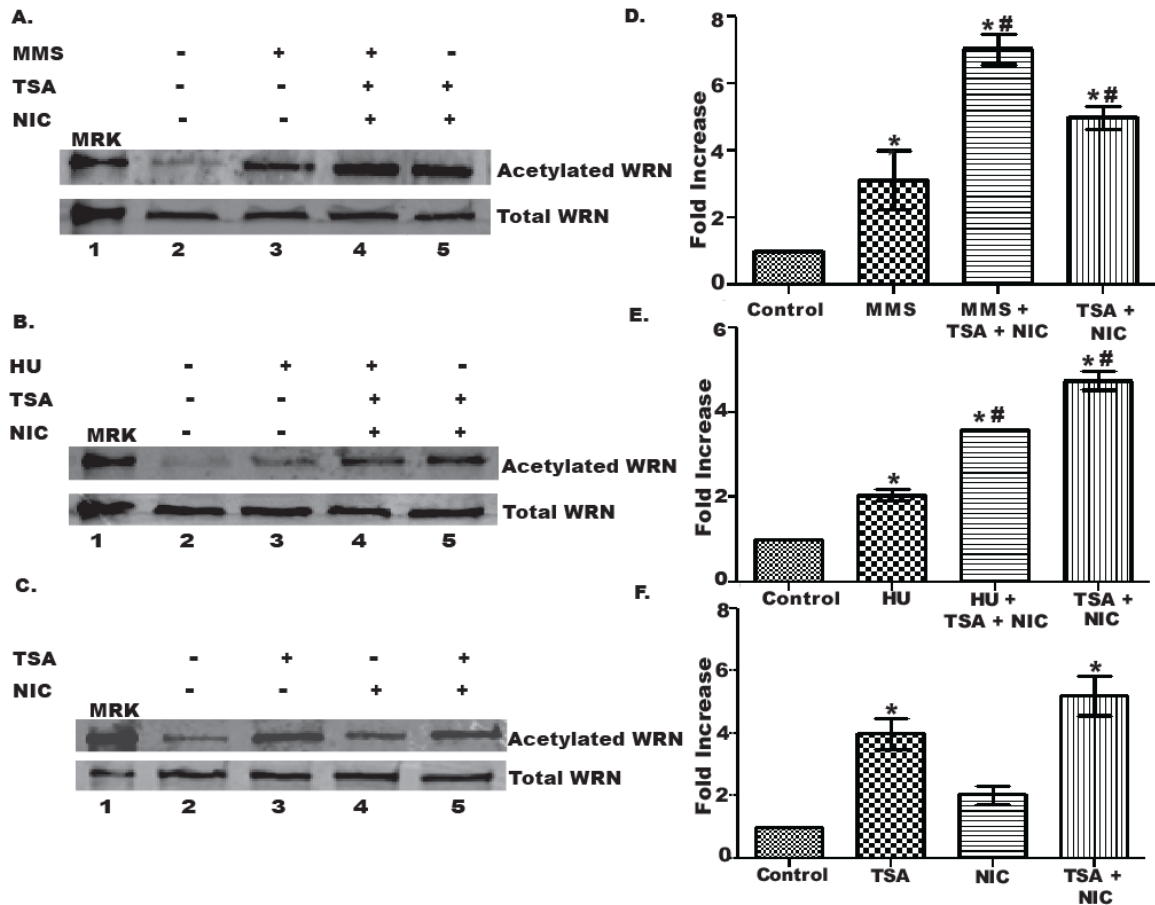 A.
MMS - + + -
TSA - - + +
NIC - - + +
MRK
Acetylated WRN
Total WRN
1 2 3 4 5
B.
HU - + + -
TSA - - + +
NIC - - + +
MRK
Acetylated WRN
Total WRN
1 2 3 4 5
C.
TSA - + - +
NIC - - + +
MRK
Acetylated WRN
Total WRN
1 2 3 4 5
D.
Fold Increase
8
6
4
2
0
*
*#
*#
Control MMS MMS + TSA +
TSA + NIC NIC
E.
Fold Increase
6
4
2
0
*
*#
*#
Control HU HU + TSA +
TSA + NIC NIC
F.
Fold Increase
8
6
4
2
0
*
*
Control TSA NIC TSA +
NIC